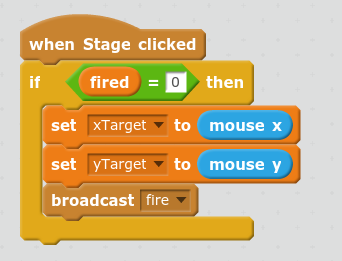 when Stage clicked
if fired = 0 then
set xTarget to mouse x
set yTarget to mouse y
broadcast fire